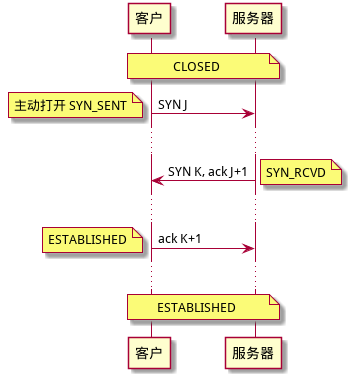 客户
服务器
CLOSED
主动打开 SYN_SENT
SYN J
SYN K, ack J+1
SYN_RCVD
ESTABLISHED
ack K+1
ESTABLISHED
客户
服务器